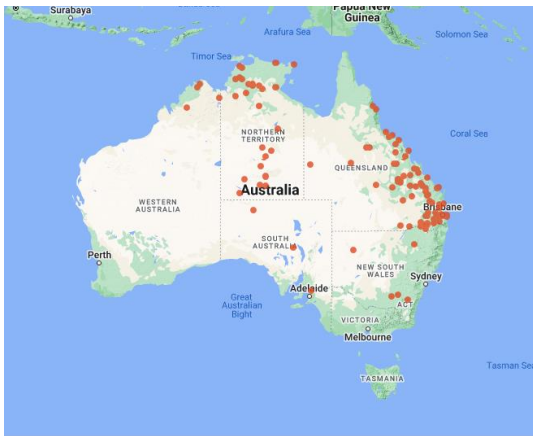 Surabaya
Papua New
Guinea
Arafura Sea
Solomon Sea
Timor Sea
Coral Sea
NORTHERN
TERRITORY
QUEENSLAND
Australia
WESTERN
AUSTRALIA
Brisbane
SOUTH
AUSTRALIA
Perth
NEW SOUTH
WALES
Sydney
Great
Australian
Bight
Adelaide
ACT
VICTORIA
Melbourne
Tasman Sea
TASMANIA